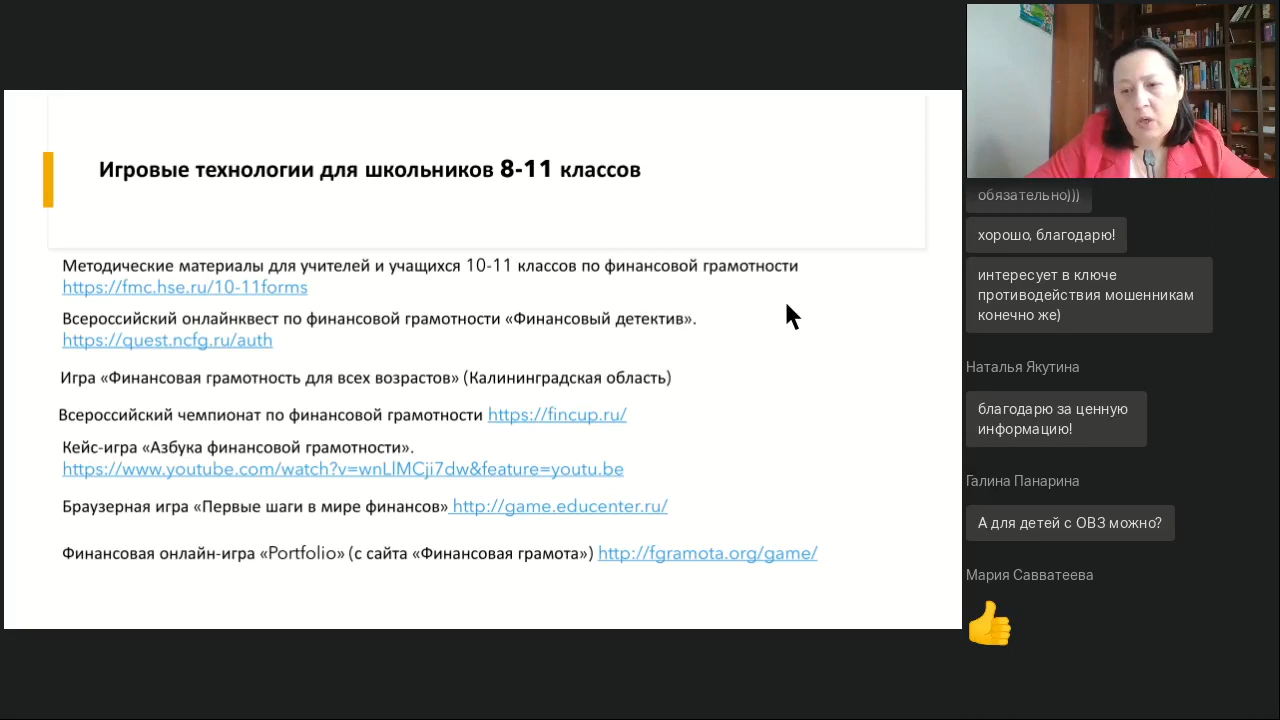 Игровые технологии для школьников 8-11 классов
Методические материалы для учителей и учащихся 10-11 классов по финансовой грамотности
https://fmc.hse.ru/10-11forms
Всероссийский онлайнквест по финансовой грамотности «Финансовый детектив».
https://quest.ncfg.ru/auth
Игра «Финансовая грамотность для всех возрастов» (Калининградская область)
Всероссийский чемпионат по финансовой грамотности https://fincup.ru/
Кейс-игра «Азбука финансовой грамотности».
https://www.youtube.com/watch?v=wnLlMCji7dw&feature=youtu.be
Браузерная игра «Первые шаги в мире финансов» http://game.educenter.ru/
Финансовая онлайн-игра «Portfolio» (с сайта «Финансовая грамота») http://fgramota.org/game/
обязательно)))
хорошо, благодарю!
интересует в ключе
противодействия мошенникам
конечно же)
Наталья Якутина
благодарю за ценную
информацию!
Галина Панарина
А для детей с ОВЗ можно?
Мария Савватеева